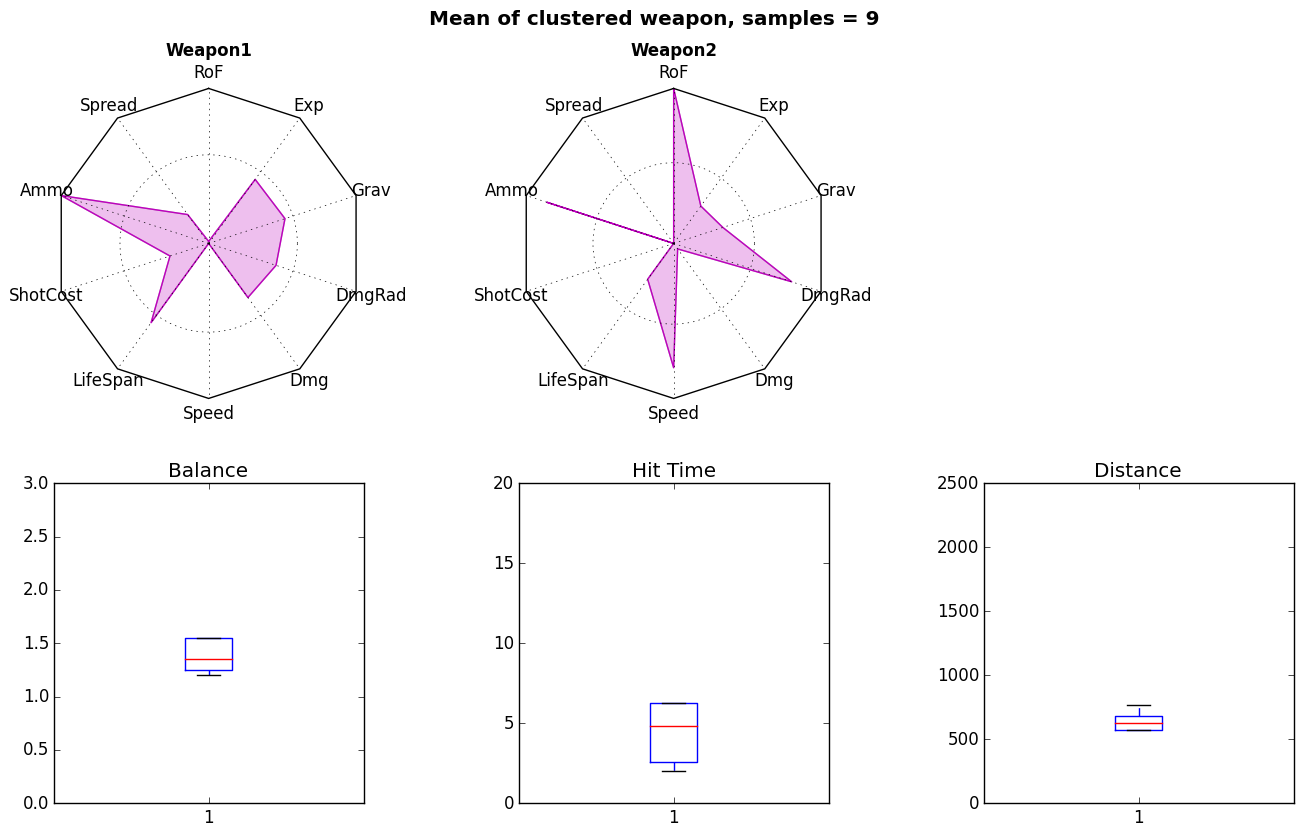 Mean of clustered weapon, samples = 9
Weapon1
RoF
Spread
Exp
Ammo
Grav
ShotCost
DmgRad
LifeSpan
Dmg
Speed
Weapon2
RoF
Spread
Exp
Ammo
Grav
ShotCost
DmgRad
LifeSpan
Dmg
Speed
Balance
3.0
2.5
2.0
1.5
1.0
0.5
0.0
1
Hit Time
20
15
10
5
0
1
Distance
2500
2000
1500
1000
500
0
1